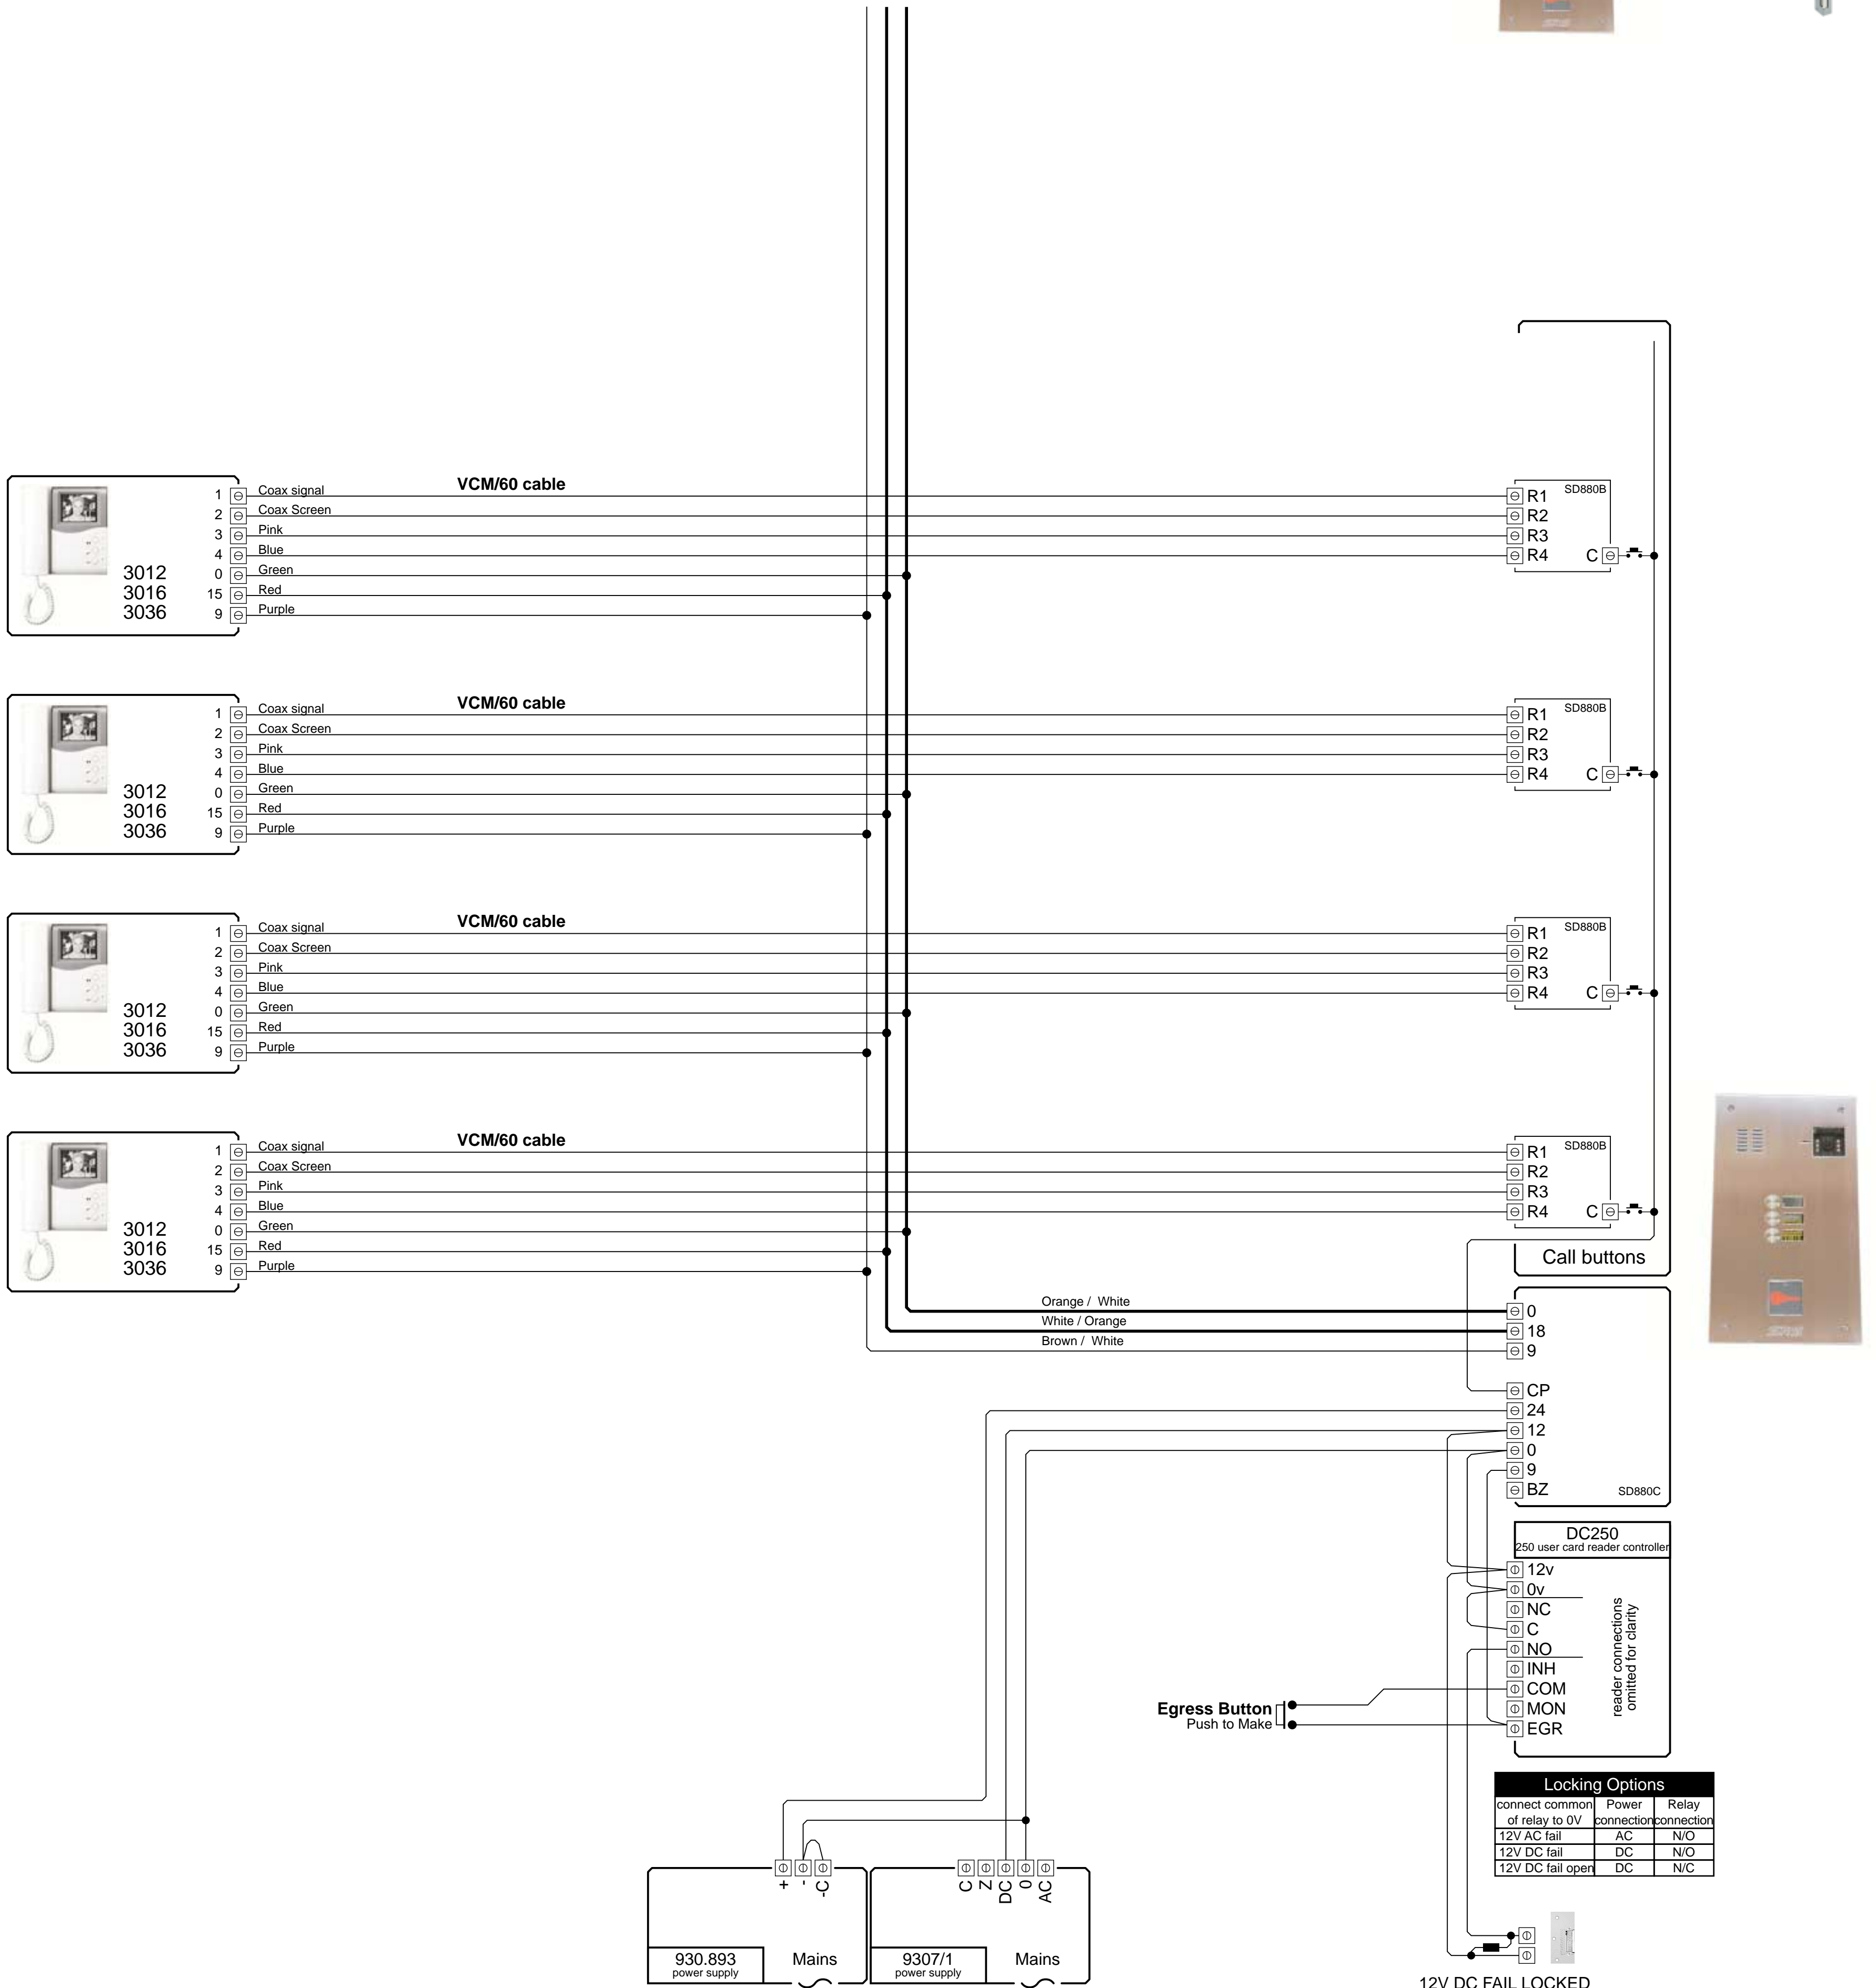 VCM/60 cable
1 Coax signal
2 Coax Screen
3 Pink
4 Blue
0 Green
15 Red
9 Purple
3012
3016
3036
SD880B
R1
R2
R3
R4 C
VCM/60 cable
1 Coax signal
2 Coax Screen
3 Pink
4 Blue
0 Green
15 Red
9 Purple
3012
3016
3036
SD880B
R1
R2
R3
R4 C
VCM/60 cable
1 Coax signal
2 Coax Screen
3 Pink
4 Blue
0 Green
15 Red
9 Purple
3012
3016
3036
SD880B
R1
R2
R3
R4 C
VCM/60 cable
1 Coax signal
2 Coax Screen
3 Pink
4 Blue
0 Green
15 Red
9 Purple
3012
3016
3036
SD880B
R1
R2
R3
R4 C
Call buttons
Orange / White
White / Orange
Brown / White
0
18
9
CP
24
12
0
9
BZ
SD880C
DC250
250 user card reader controller
12v
0v
NC
C
NO
INH
COM
MON
EGR
reader connections
omitted for clarity
Egress Button
Push to Make
Locking Options
connect common of relay to 0V
Power connection
Relay connection
12V AC fail AC N/O
12V DC fail DC N/O
12V DC fail open DC N/C
+
-
-C
930.893
power supply
Mains
C
Z
DC
0
AC
9307/1
power supply
Mains
12V DC FAIL LOCKED